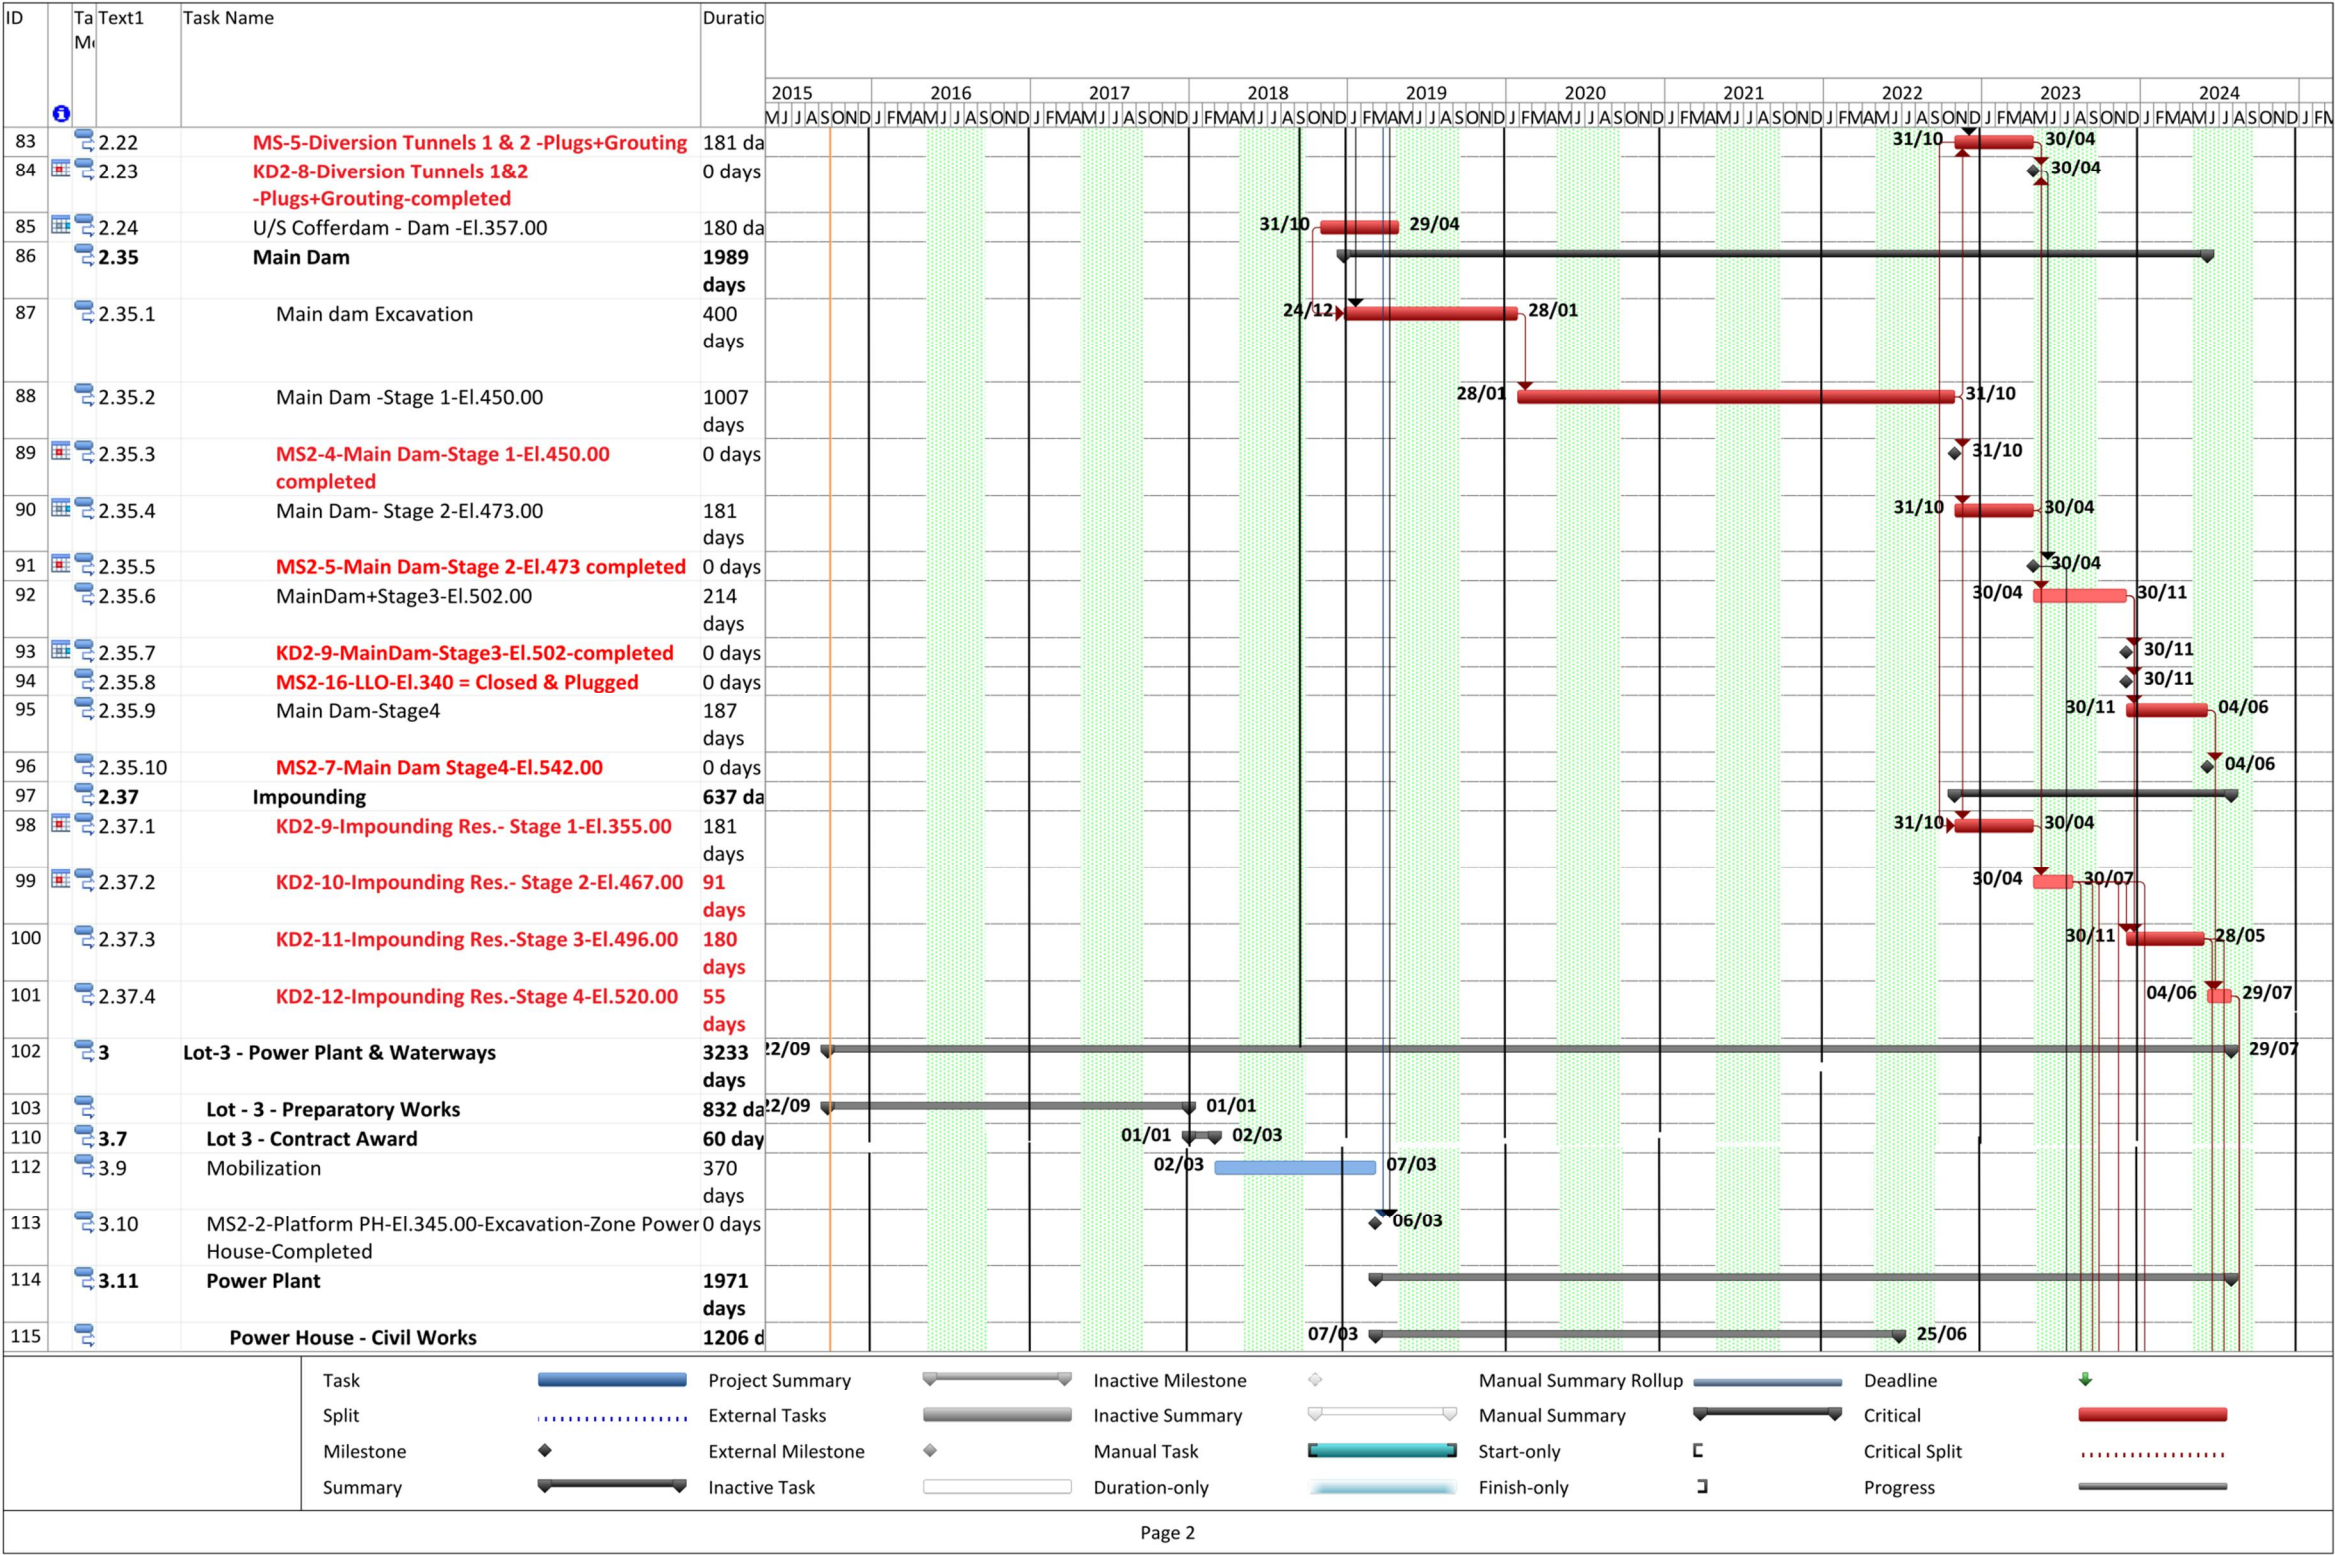 ID Ta Text1 Task Name Duratio
M
2015 2016 2017 2018 2019 2020 2021 2022 2023 2024
M J J A S O N D J F M A M J J A S O N D J F M A M J J A S O N D J F M A M J J A S O N D J F M A M J J A S O N D J F M A M J J A S O N D J F M A M J J A S O N D J F M A M J J A S O N D J F M A M J J A S O N D J F M A M J J A S O N D J F M
83 2.22 MS-5-Diversion Tunnels 1 & 2 -Plugs+Grouting 181 da 31/10 30/04
84 2.23 KD2-8-Diversion Tunnels 1&2 0 days 30/04
-Plugs+Grouting-completed
85 2.24 U/S Cofferdam - Dam -El.357.00 180 da 31/10 29/04
86 2.35 Main Dam 1989
days
87 2.35.1 Main dam Excavation 400 24/12 28/01
days
88 2.35.2 Main Dam -Stage 1-El.450.00 1007 28/01 31/10
days
89 2.35.3 MS2-4-Main Dam-Stage 1-El.450.00 0 days 31/10
completed
90 2.35.4 Main Dam- Stage 2-El.473.00 181 31/10 30/04
days
91 2.35.5 MS2-5-Main Dam-Stage 2-El.473 completed 0 days 30/04
92 2.35.6 MainDam+Stage3-El.502.00 214 30/04 30/11
days
93 2.35.7 KD2-9-MainDam-Stage3-El.502-completed 0 days 30/11
94 2.35.8 MS2-16-LLO-El.340 = Closed & Plugged 0 days 30/11
95 2.35.9 Main Dam-Stage4 187 30/11 04/06
days
96 2.35.10 MS2-7-Main Dam Stage4-El.542.00 0 days 04/06
97 2.37 Impounding 637 da
98 2.37.1 KD2-9-Impounding Res.- Stage 1-El.355.00 181 31/10 30/04
days
99 2.37.2 KD2-10-Impounding Res.- Stage 2-El.467.00 91 30/04 30/07
days
100 2.37.3 KD2-11-Impounding Res.-Stage 3-El.496.00 180 30/11 28/05
days
101 2.37.4 KD2-12-Impounding Res.-Stage 4-El.520.00 55 04/06 29/07
days
102 3 Lot-3 - Power Plant & Waterways 3233 22/09 29/07
days
103 Lot - 3 - Preparatory Works 832 da 22/09 01/01
110 3.7 Lot 3 - Contract Award 60 day 01/01 02/03
112 3.9 Mobilization 370 02/03 07/03
days
113 3.10 MS2-2-Platform PH-El.345.00-Excavation-Zone Power 0 days 06/03
House-Completed
114 3.11 Power Plant 1971
days
115 Power House - Civil Works 1206 d 07/03 25/06
Task Project Summary Inactive Milestone Manual Summary Rollup Deadline
Split External Tasks Inactive Summary Manual Summary Critical
Milestone External Milestone Manual Task Start-only Critical Split
Summary Inactive Task Duration-only Finish-only Progress
Page 2